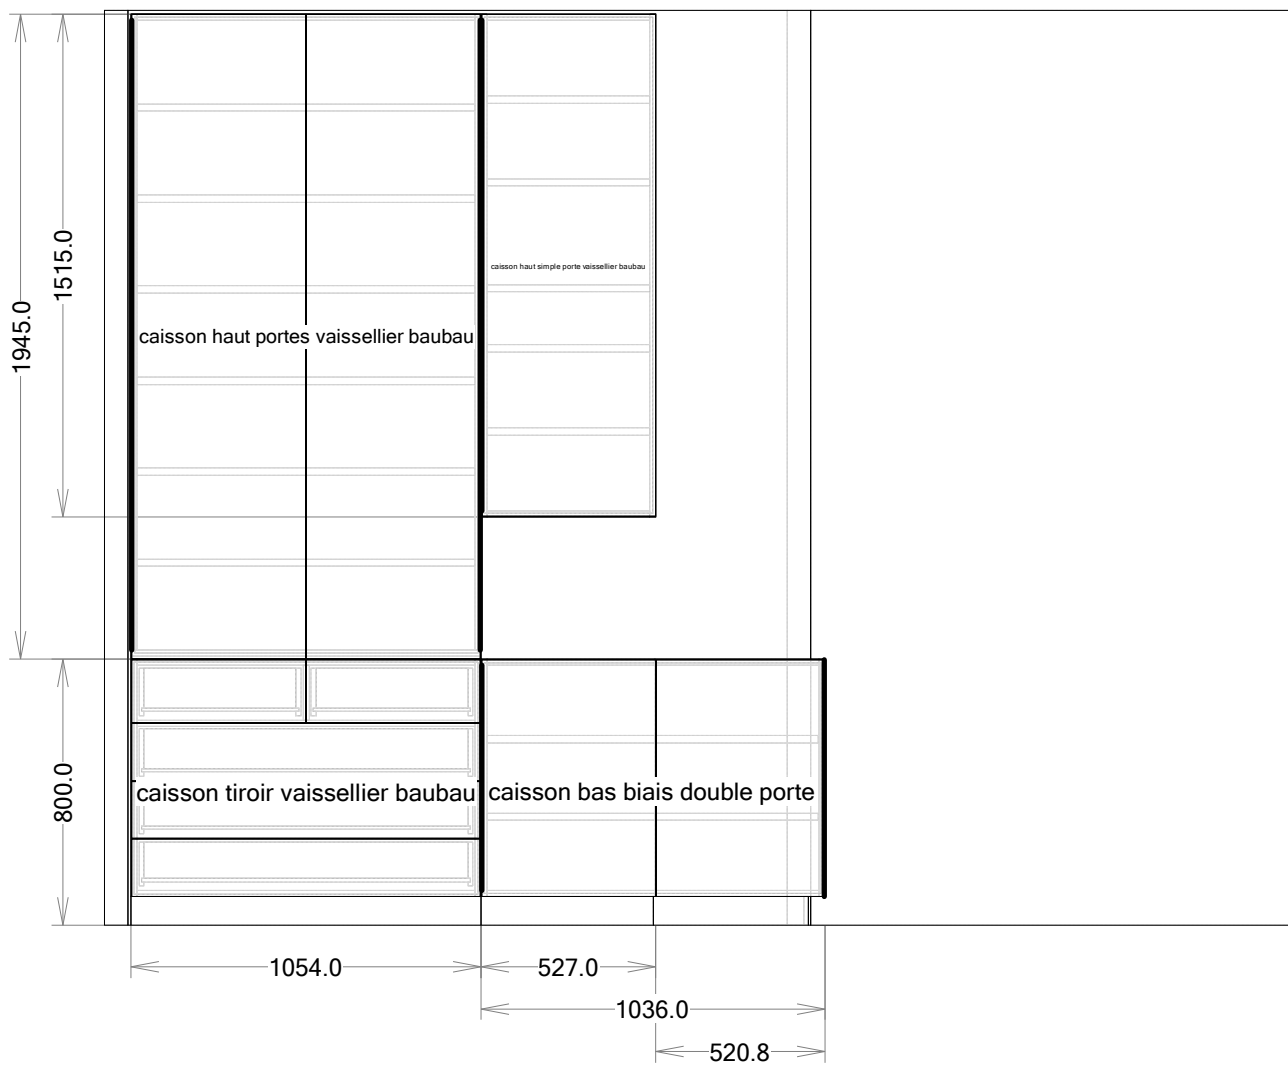 caisson haut simple porte vaissellier baubau
1515.0
1945.0
caisson haut portes vaissellier baubau
800.0
caisson tiroir vaissellier baubau
caisson bas biais double porte
1054.0
527.0
1036.0
520.8